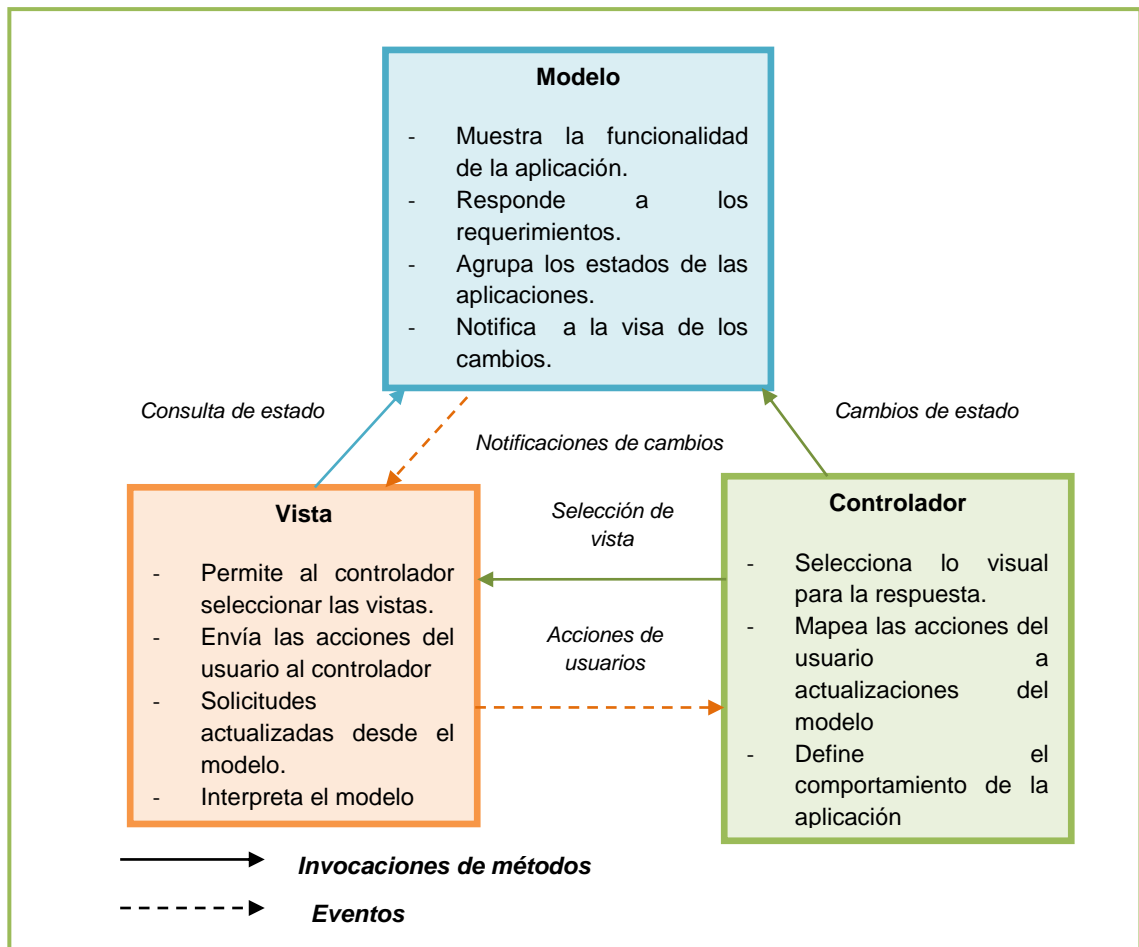 Modelo
- Muestra la funcionalidad
de la aplicación.
- Responde a los
requerimientos.
- Agrupa los estados de las
aplicaciones.
- Notifica a la visa de los
cambios.
Consulta de estado
Cambios de estado
Notificaciones de cambios
Vista
- Permite al controlador
seleccionar las vistas.
- Envía las acciones del
usuario al controlador
- Solicitudes
actualizadas desde el
modelo.
- Interpreta el modelo
Selección de
vista
Acciones de
usuarios
Controlador
- Selecciona lo visual
para la respuesta.
- Mapea las acciones del
usuario a
actualizaciones del
modelo
- Define el
comportamiento de la
aplicación
Invocaciones de métodos
Eventos